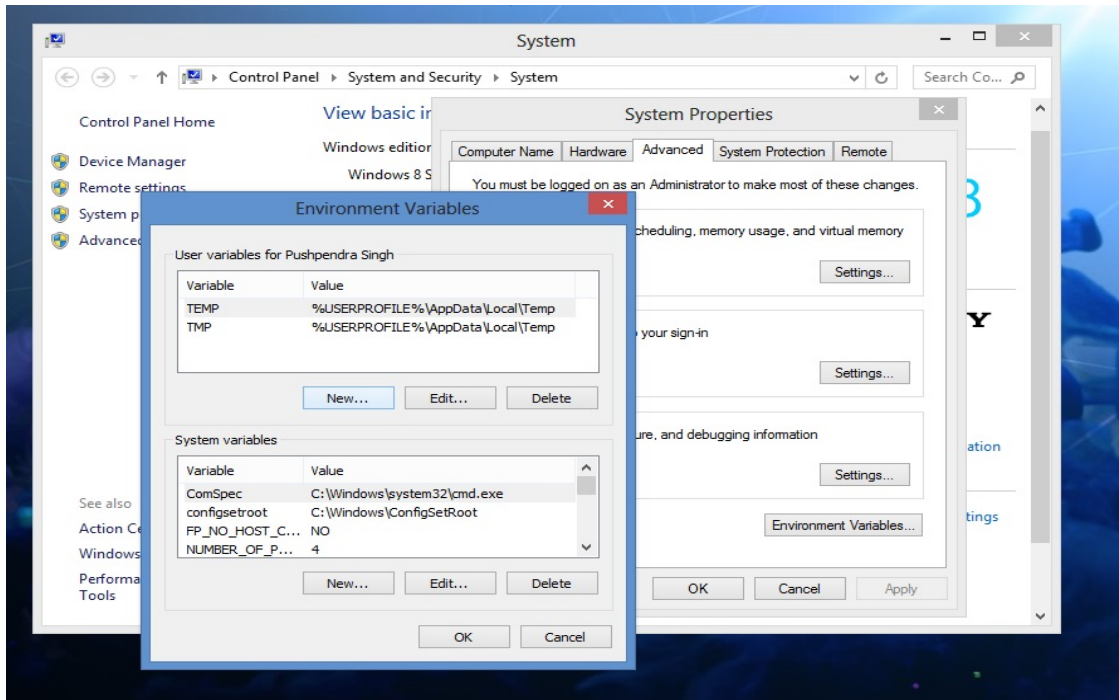 System
Control Panel System and Security System
Search Co...
Control Panel Home
Device Manager
Remote settings
System p
Advanced
See also
Action Ce
Windows
Performa
Tools
View basic in
Windows edition
Windows 8 S
8
Y
ation
tings
System Properties
Computer Name Hardware Advanced System Protection Remote
You must be logged on as an Administrator to make most of these changes.
cheduling, memory usage, and virtual memory
Settings...
your sign-in
Settings...
ure, and debugging information
Settings...
Environment Variables...
OK Cancel Apply
Environment Variables
User variables for Pushpendra Singh
Variable Value
TEMP %USERPROFILE%\AppData\Local\Temp
TMP %USERPROFILE%\AppData\Local\Temp
New... Edit... Delete
System variables
Variable Value
ComSpec C:\Windows\system32\cmd.exe
configsetroot C:\Windows\ConfigSetRoot
FP_NO_HOST_C... NO
NUMBER_OF_P... 4
New... Edit... Delete
OK Cancel